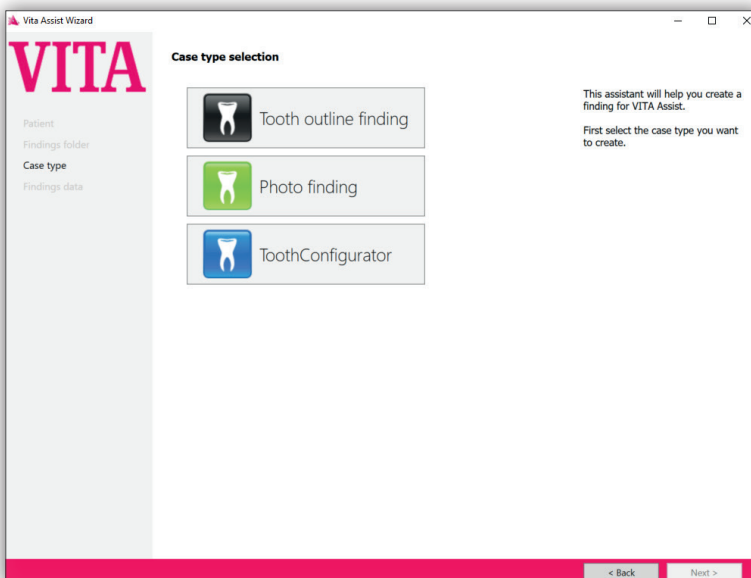 Vita Assist Wizard
VITA
Patient
Findings folder
Case type
Findings data
Case type selection
Tooth outline finding
Photo finding
ToothConfigurator
This assistant will help you create a
finding for VITA Assist.
First select the case type you want
to create.
< Back
Next >